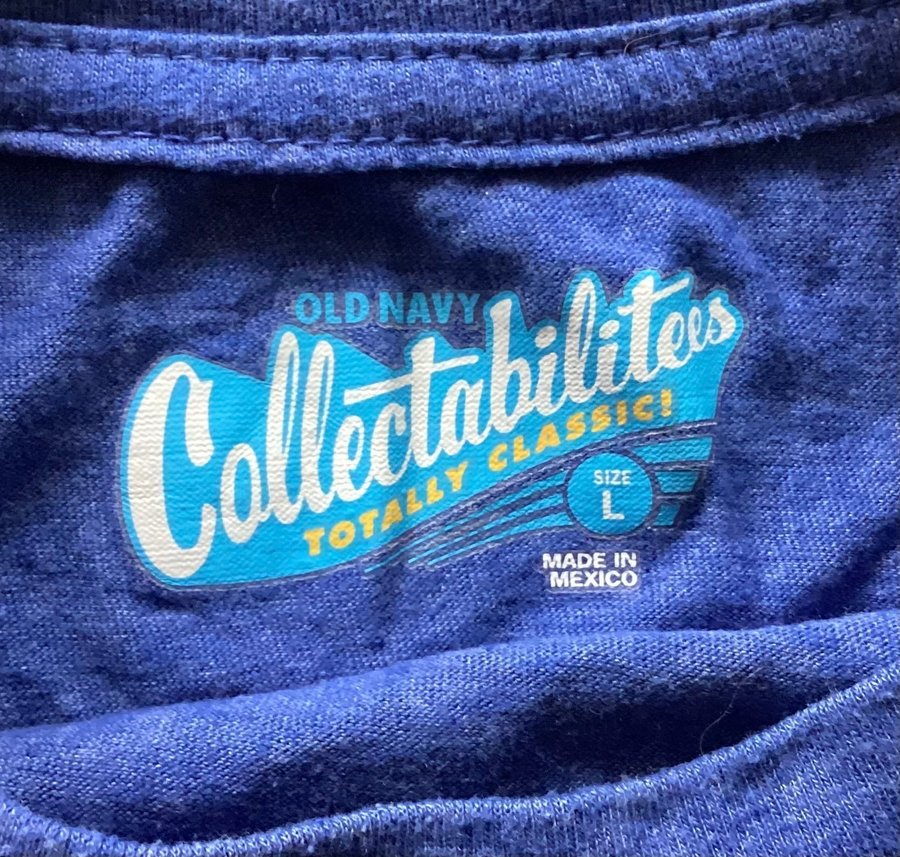 OLD NAVY
Collectabilitees
TOTALLY CLASSIC!
SIZE
L
MADE IN
MEXICO